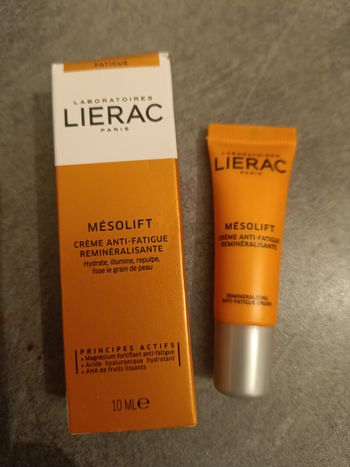 FATIGUE
LABORATOIRES
LIERAC
PARIS
MÉSOLIFT
CRÈME ANTI-FATIGUE
REMINÉRALISANTE
Hydrate, illumine, repulpe,
lisse le grain de peau
PRINCIPES ACTIFS
• Magnésium fortifiant anti-fatigue
• Acide hyaluronique hydratant
• AHA de fruits lissants
10 ML℮
LABORATOIRES
LIERAC
PARIS
MÉSOLIFT
CRÈME ANTI-FATIGUE
REMINÉRALISANTE
REMINERALIZING
ANTI-FATIGUE CREAM